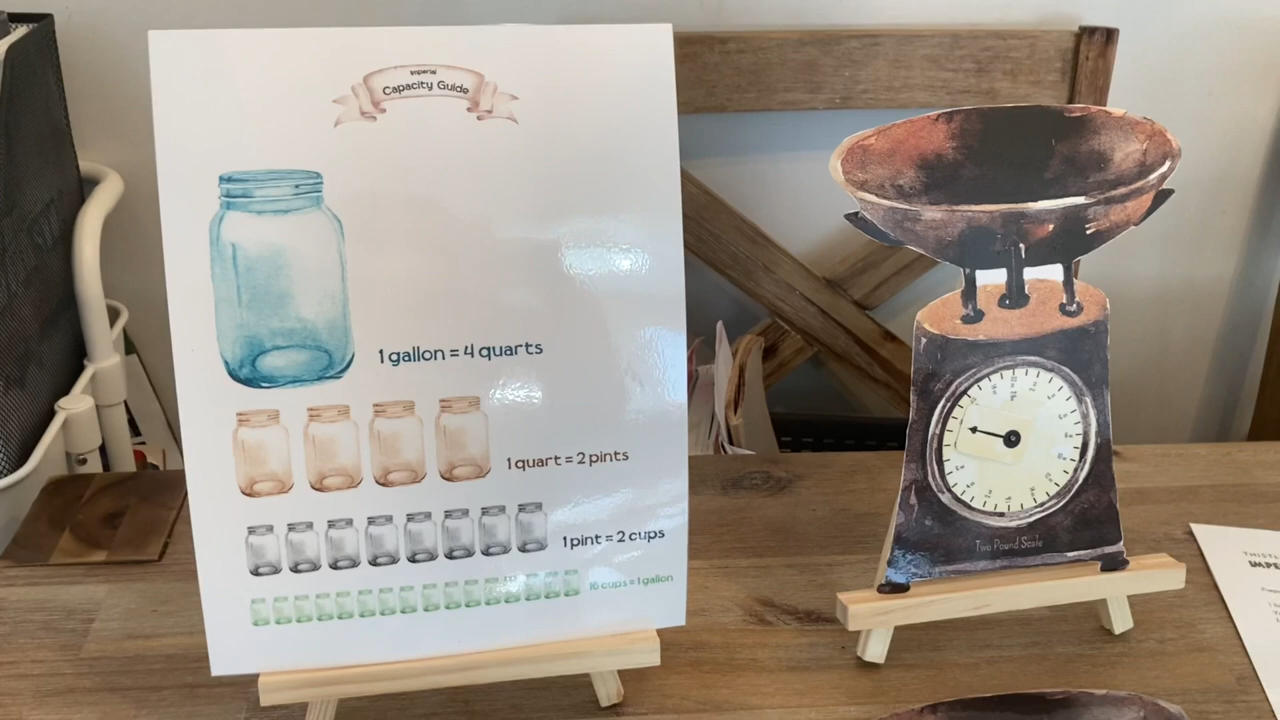 Imperial
Capacity Guide
1 gallon = 4 quarts
1 quart = 2 pints
1 pint = 2 cups
16 cups = 1 gallon
Two Pound Scale